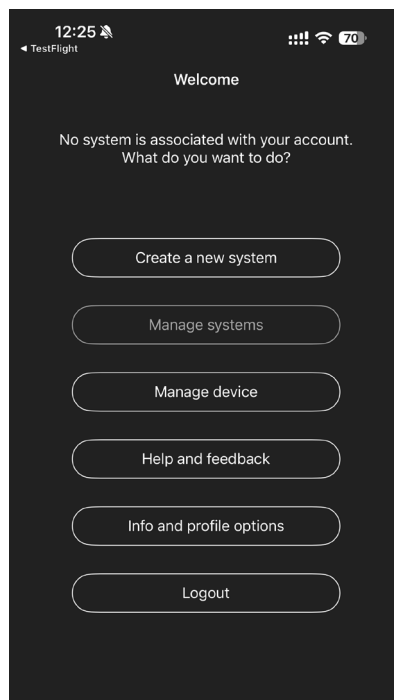 12:25
◀ TestFlight
70
Welcome
No system is associated with your account.
What do you want to do?
Create a new system
Manage systems
Manage device
Help and feedback
Info and profile options
Logout